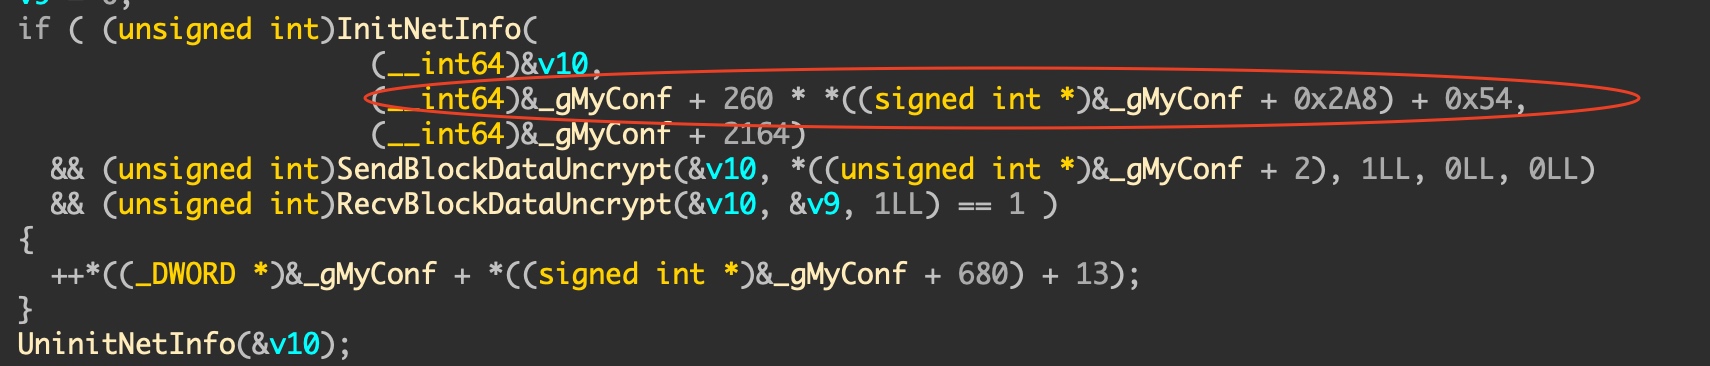 if ( (unsigned int)InitNetInfo(
(__int64)&v10,
(__int64)&_gMyConf + 260 * *((signed int *)&_gMyConf + 0x2A8) + 0x54,
(__int64)&_gMyConf + 2164)
&& (unsigned int)SendBlockDataUncrypt(&v10, *((unsigned int *)&_gMyConf + 2), 1LL, 0LL, 0LL)
&& (unsigned int)RecvBlockDataUncrypt(&v10, &v9, 1LL) == 1 )
{
++*((_DWORD *)&_gMyConf + *((signed int *)&_gMyConf + 680) + 13);
}
UninitNetInfo(&v10);